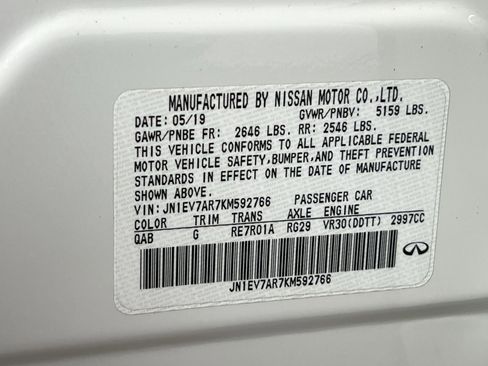 MANUFACTURED BY NISSAN MOTOR CO.,LTD.
DATE: 05/19 GVWR/PNBV: 5159 LBS.
GAWR/PNBE FR: 2646 LBS. RR: 2546 LBS.
THIS VEHICLE CONFORMS TO ALL APPLICABLE FEDERAL
MOTOR VEHICLE SAFETY,BUMPER,AND THEFT PREVENTION
STANDARDS IN EFFECT ON THE DATE OF MANUFACTURE
SHOWN ABOVE.
VIN: JN1EV7AR7KM592766 PASSENGER CAR
COLOR TRIM TRANS AXLE ENGINE
QAB G RE7R01A RG29 VR30(DDTT) 2997CC
JN1EV7AR7KM592766